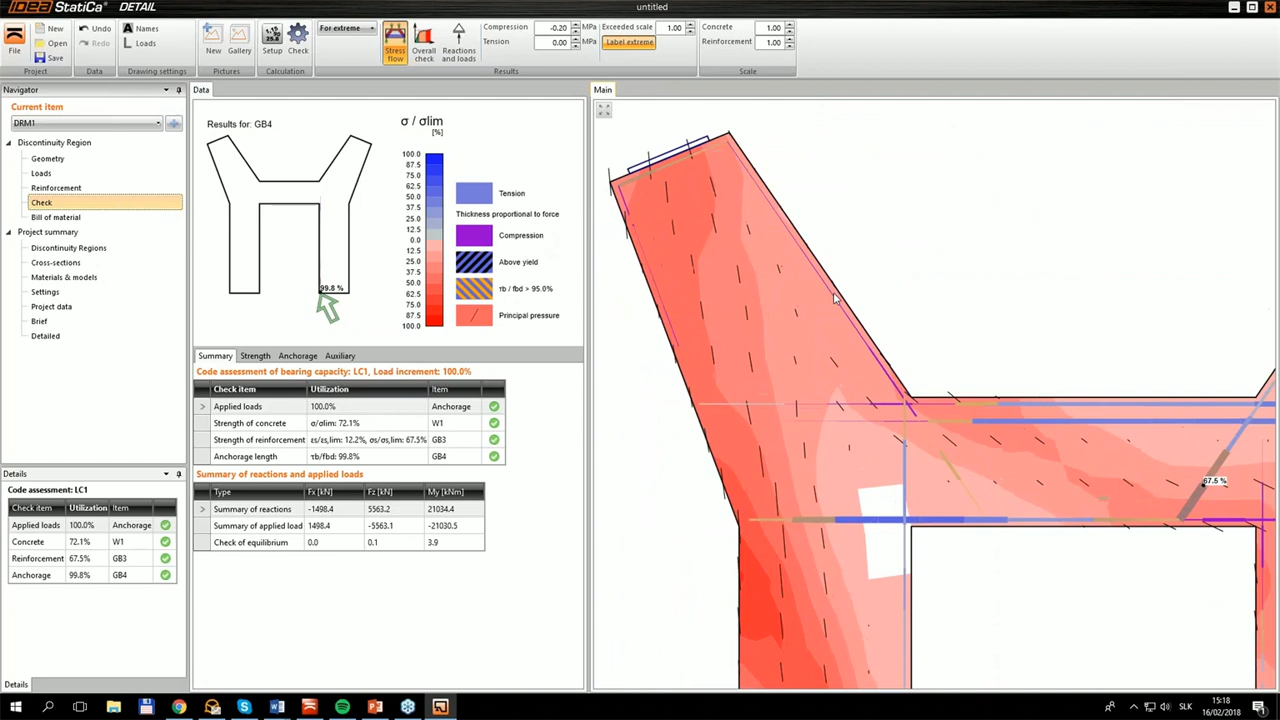 IDEA StatiCa® DETAIL untitled
New Undo Names For extreme Compression -0.20 MPa Exceeded scale 1.00 Concrete 1.00
File Open Redo Loads New Gallery Setup Check Stress flow Overall check Reactions and loads Tension 0.00 MPa Label extreme Reinforcement 1.00
Save
Project Data Drawing settings Pictures Calculation Results Scale
Navigator Data Main
Current item
DRM1
Discontinuity Region
Geometry
Loads
Reinforcement
Check
Bill of material
Project summary
Discontinuity Regions
Cross-sections
Materials & models
Settings
Project data
Brief
Detailed
Results for: GB4
99.8 %
σ / σlim
[%]
100.0
87.5
75.0
62.5
50.0
37.5
25.0
12.5
0.0
12.5
25.0
37.5
50.0
62.5
75.0
87.5
100.0
Tension
Thickness proportional to force
Compression
Above yield
τb / fbd > 95.0%
Principal pressure
Summary Strength Anchorage Auxiliary
Code assessment of bearing capacity: LC1, Load increment: 100.0%
Check item Utilization Item
Applied loads 100.0% Anchorage
Strength of concrete σ/σlim: 72.1% W1
Strength of reinforcement εs/εs,lim: 12.2%, σs/σs,lim: 67.5% GB3
Anchorage length τb/fbd: 99.8% GB4
Summary of reactions and applied loads
Type Fx [kN] Fz [kN] My [kNm]
Summary of reactions -1498.4 5563.2 21034.4
Summary of applied load 1498.4 -5563.1 -21030.5
Check of equilibrium 0.0 0.1 3.9
67.5 %
Details
Code assessment: LC1
Check item Utilization Item
Applied loads 100.0% Anchorage
Concrete 72.1% W1
Reinforcement 67.5% GB3
Anchorage 99.8% GB4
Details
SLK
15:18
16/02/2018